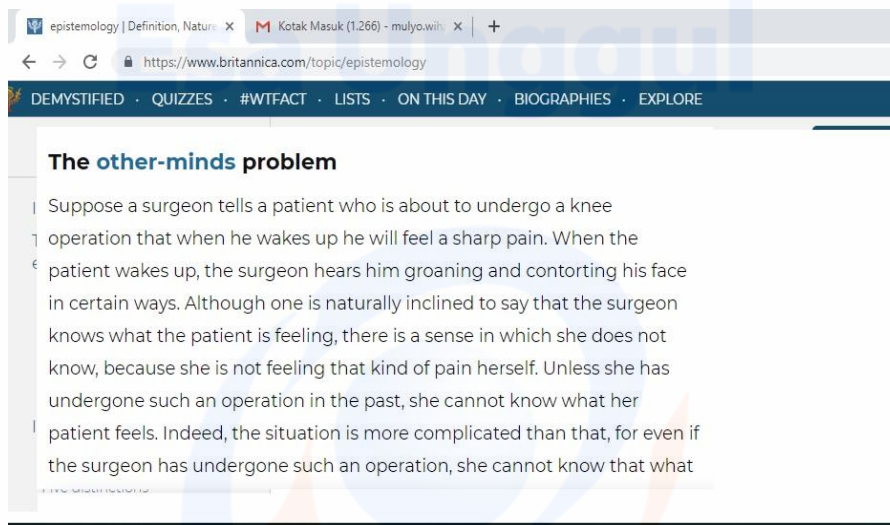 Esa Unggul
epistemology | Definition, Nature
Kotak Masuk (1.266) - mulyo.wih
https://www.britannica.com/topic/epistemology
DEMYSTIFIED · QUIZZES · #WTFACT · LISTS · ON THIS DAY · BIOGRAPHIES · EXPLORE
The other-minds problem
Suppose a surgeon tells a patient who is about to undergo a knee
operation that when he wakes up he will feel a sharp pain. When the
patient wakes up, the surgeon hears him groaning and contorting his face
in certain ways. Although one is naturally inclined to say that the surgeon
knows what the patient is feeling, there is a sense in which she does not
know, because she is not feeling that kind of pain herself. Unless she has
undergone such an operation in the past, she cannot know what her
patient feels. Indeed, the situation is more complicated than that, for even if
the surgeon has undergone such an operation, she cannot know that what